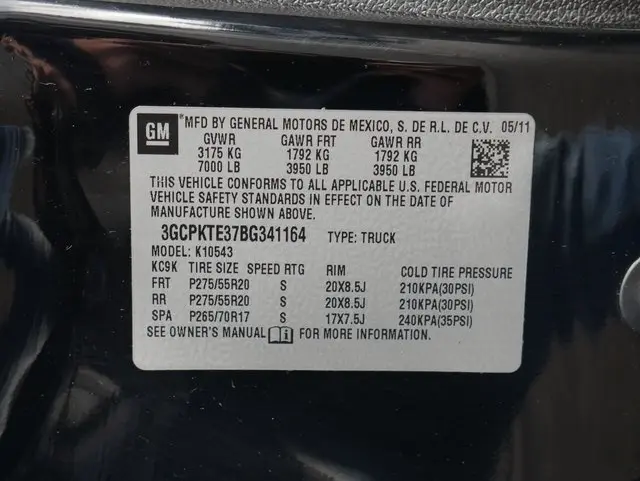 GM
MFD BY GENERAL MOTORS DE MEXICO, S. DE R.L. DE C.V. 05/11
GVWR GAWR FRT GAWR RR
3175 KG 1792 KG 1792 KG
7000 LB 3950 LB 3950 LB
THIS VEHICLE CONFORMS TO ALL APPLICABLE U.S. FEDERAL MOTOR
VEHICLE SAFETY STANDARDS IN EFFECT ON THE DATE OF
MANUFACTURE SHOWN ABOVE.
3GCPKTE37BG341164 TYPE: TRUCK
MODEL: K10543
KC9K TIRE SIZE SPEED RTG RIM COLD TIRE PRESSURE
FRT P275/55R20 S 20X8.5J 210KPA(30PSI)
RR P275/55R20 S 20X8.5J 210KPA(30PSI)
SPA P265/70R17 S 17X7.5J 240KPA(35PSI)
SEE OWNER'S MANUAL FOR MORE INFORMATION.